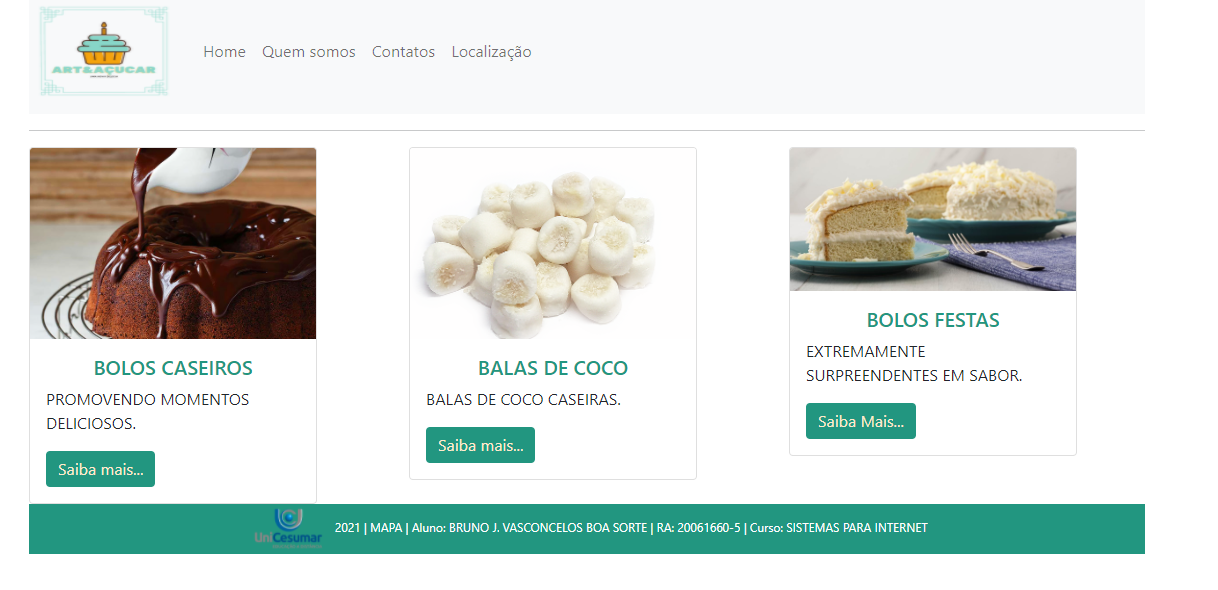 ART&AÇUCAR
Home Quem somos Contatos Localização
BOLOS CASEIROS
PROMOVENDO MOMENTOS
DELICIOSOS.
Saiba mais...
BALAS DE COCO
BALAS DE COCO CASEIRAS.
Saiba mais...
BOLOS FESTAS
EXTREMAMENTE
SURPREENDENTES EM SABOR.
Saiba Mais...
UniCesumar
2021 | MAPA | Aluno: BRUNO J. VASCONCELOS BOA SORTE | RA: 20061660-5 | Curso: SISTEMAS PARA INTERNET